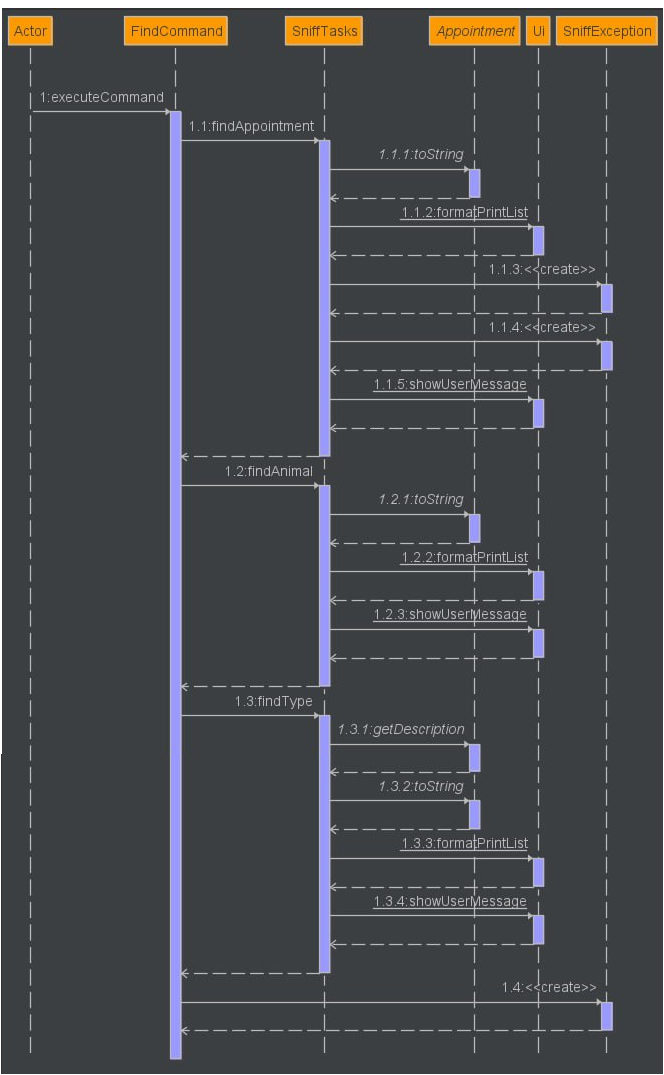 Actor FindCommand SniffTasks Appointment Ui SniffException
1:executeCommand
1.1:findAppointment
1.1.1:toString
1.1.2:formatPrintList
1.1.3:<<create>>
1.1.4:<<create>>
1.1.5:showUserMessage
1.2:findAnimal
1.2.1:toString
1.2.2:formatPrintList
1.2.3:showUserMessage
1.3:findType
1.3.1:getDescription
1.3.2:toString
1.3.3:formatPrintList
1.3.4:showUserMessage
1.4:<<create>>